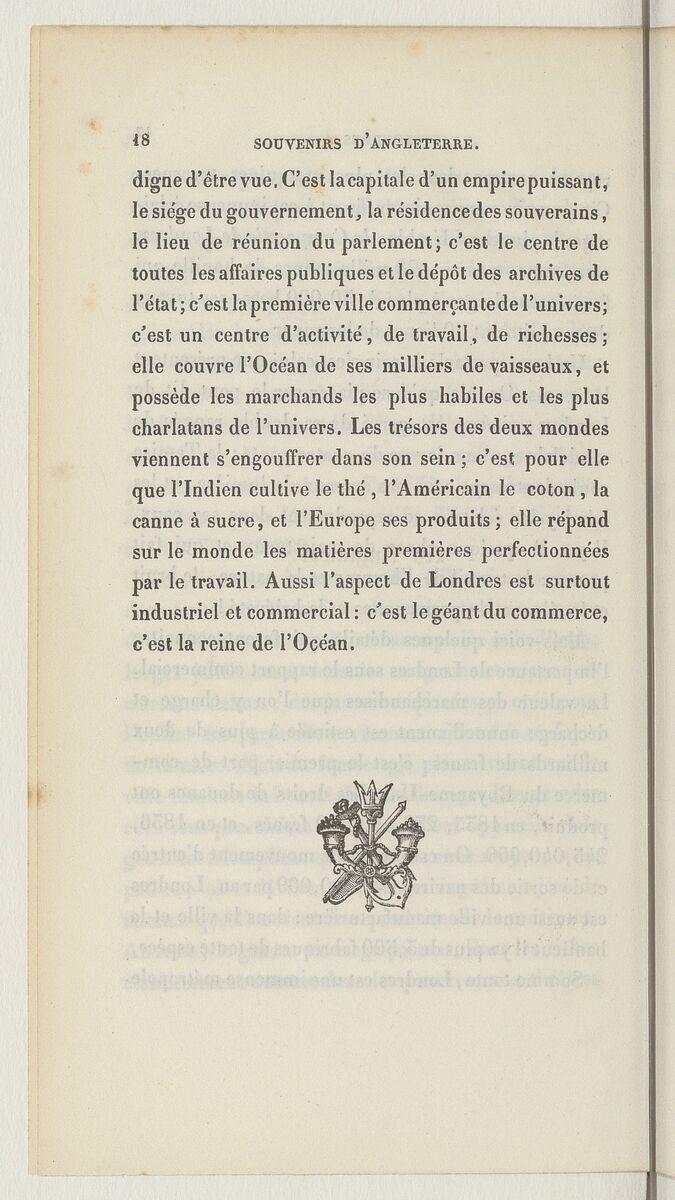 18 SOUVENIRS D'ANGLETERRE.
digne d'être vue. C'est la capitale d'un empire puissant,
le siége du gouvernement, la résidence des souverains,
le lieu de réunion du parlement; c'est le centre de
toutes les affaires publiques et le dépôt des archives de
l'état; c'est la première ville commerçante de l'univers;
c'est un centre d'activité, de travail, de richesses;
elle couvre l'Océan de ses milliers de vaisseaux, et
possède les marchands les plus habiles et les plus
charlatans de l'univers. Les trésors des deux mondes
viennent s'engouffrer dans son sein; c'est pour elle
que l'Indien cultive le thé, l'Américain le coton, la
canne à sucre, et l'Europe ses produits; elle répand
sur le monde les matières premières perfectionnées
par le travail. Aussi l'aspect de Londres est surtout
industriel et commercial: c'est le géant du commerce,
c'est la reine de l'Océan.